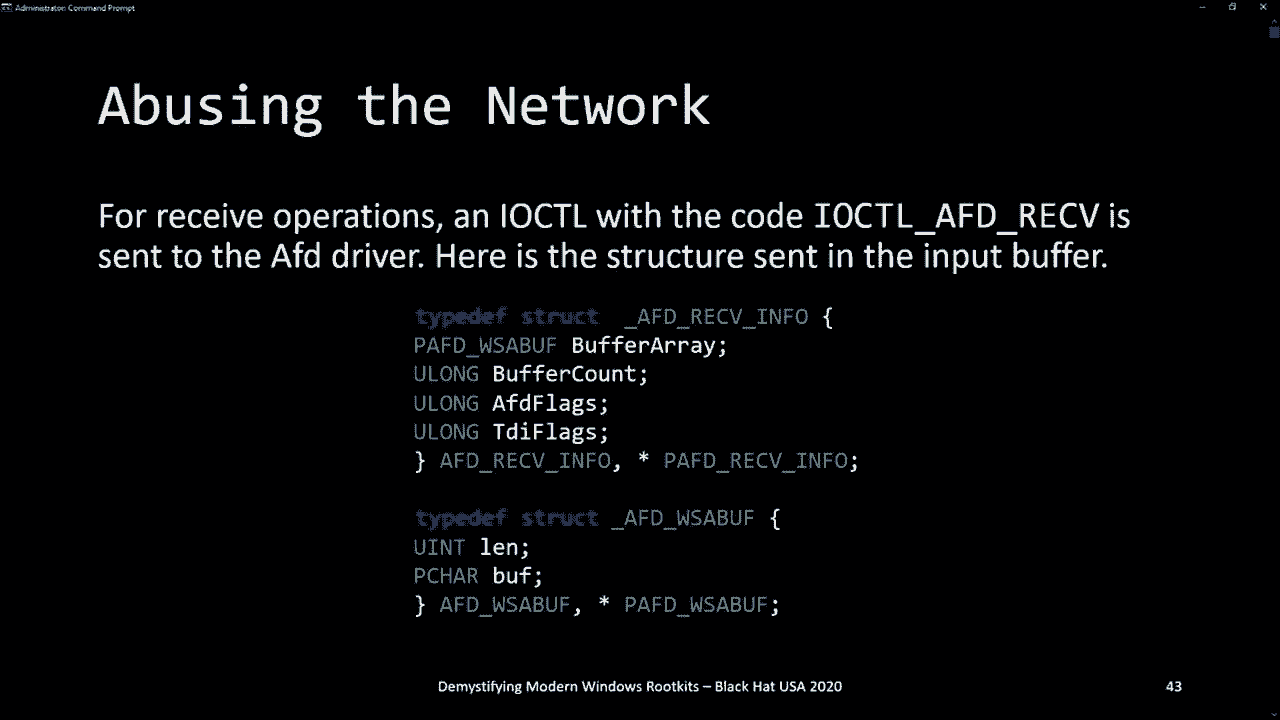 Administrator: Command Prompt
Abusing the Network
For receive operations, an IOCTL with the code IOCTL_AFD_RECV is
sent to the Afd driver. Here is the structure sent in the input buffer.
typedef struct _AFD_RECV_INFO {
PAFD_WSABUF BufferArray;
ULONG BufferCount;
ULONG AfdFlags;
ULONG TdiFlags;
} AFD_RECV_INFO, * PAFD_RECV_INFO;
typedef struct _AFD_WSABUF {
UINT len;
PCHAR buf;
} AFD_WSABUF, * PAFD_WSABUF;
Demystifying Modern Windows Rootkits – Black Hat USA 2020
43